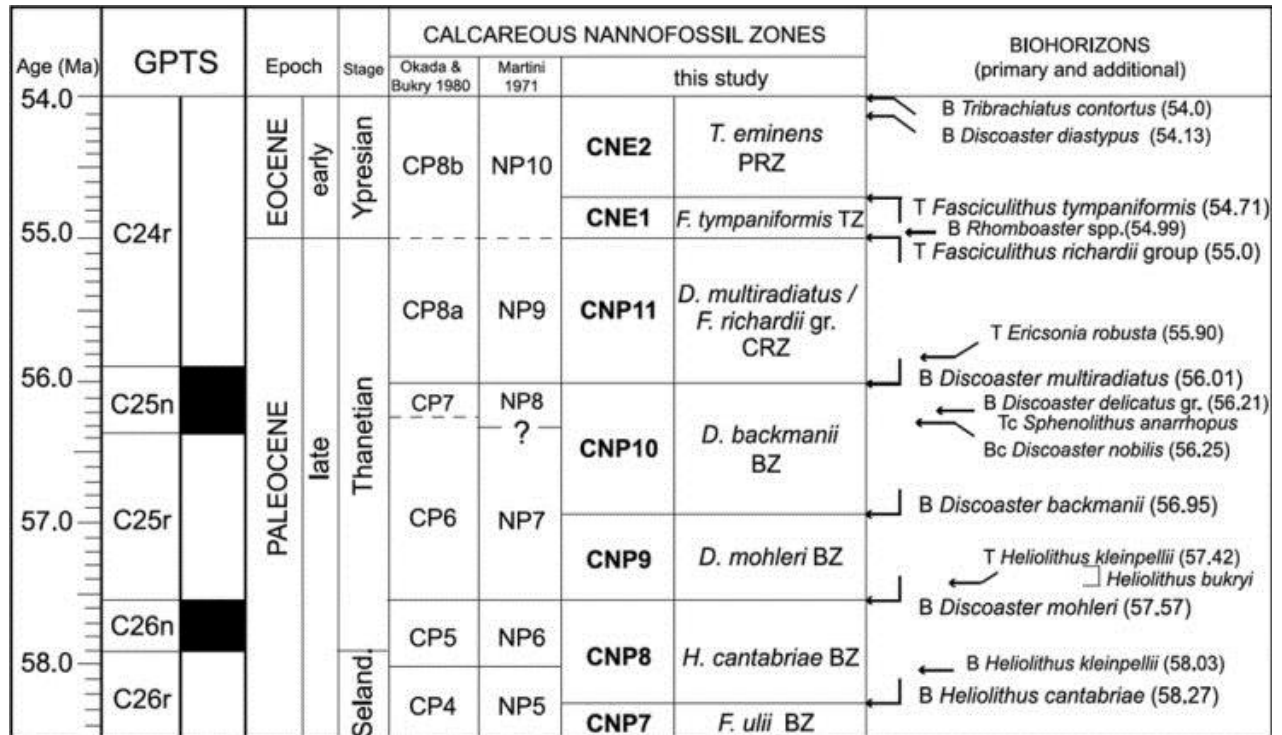 CALCAREOUS NANNOFOSSIL ZONES
BIOHORIZONS
(primary and additional)
Age (Ma)
GPTS
Epoch
Stage
Okada &
Bukry 1980
Martini
1971
this study
54.0
55.0
56.0
57.0
58.0
C24r
C25n
C25r
C26n
C26r
EOCENE
PALEOCENE
early
late
Ypresian
Thanetian
Seland.
CP8b
CP8a
CP7
CP6
CP5
CP4
NP10
NP9
NP8
?
NP7
NP6
NP5
CNE2
CNE1
CNP11
CNP10
CNP9
CNP8
CNP7
T. eminens
PRZ
F. tympaniformis TZ
D. multiradiatus /
F. richardii gr.
CRZ
D. backmanii
BZ
D. mohleri BZ
H. cantabriae BZ
F. ulii BZ
B Tribrachiatus contortus (54.0)
B Discoaster diastypus (54.13)
T Fasciculithus tympaniformis (54.71)
B Rhomboaster spp.(54.99)
T Fasciculithus richardii group (55.0)
T Ericsonia robusta (55.90)
B Discoaster multiradiatus (56.01)
B Discoaster delicatus gr. (56.21)
Tc Sphenolithus anarrhopus
Bc Discoaster nobilis (56.25)
B Discoaster backmanii (56.95)
T Heliolithus kleinpellii (57.42)
Heliolithus bukryi
B Discoaster mohleri (57.57)
B Heliolithus kleinpellii (58.03)
B Heliolithus cantabriae (58.27)